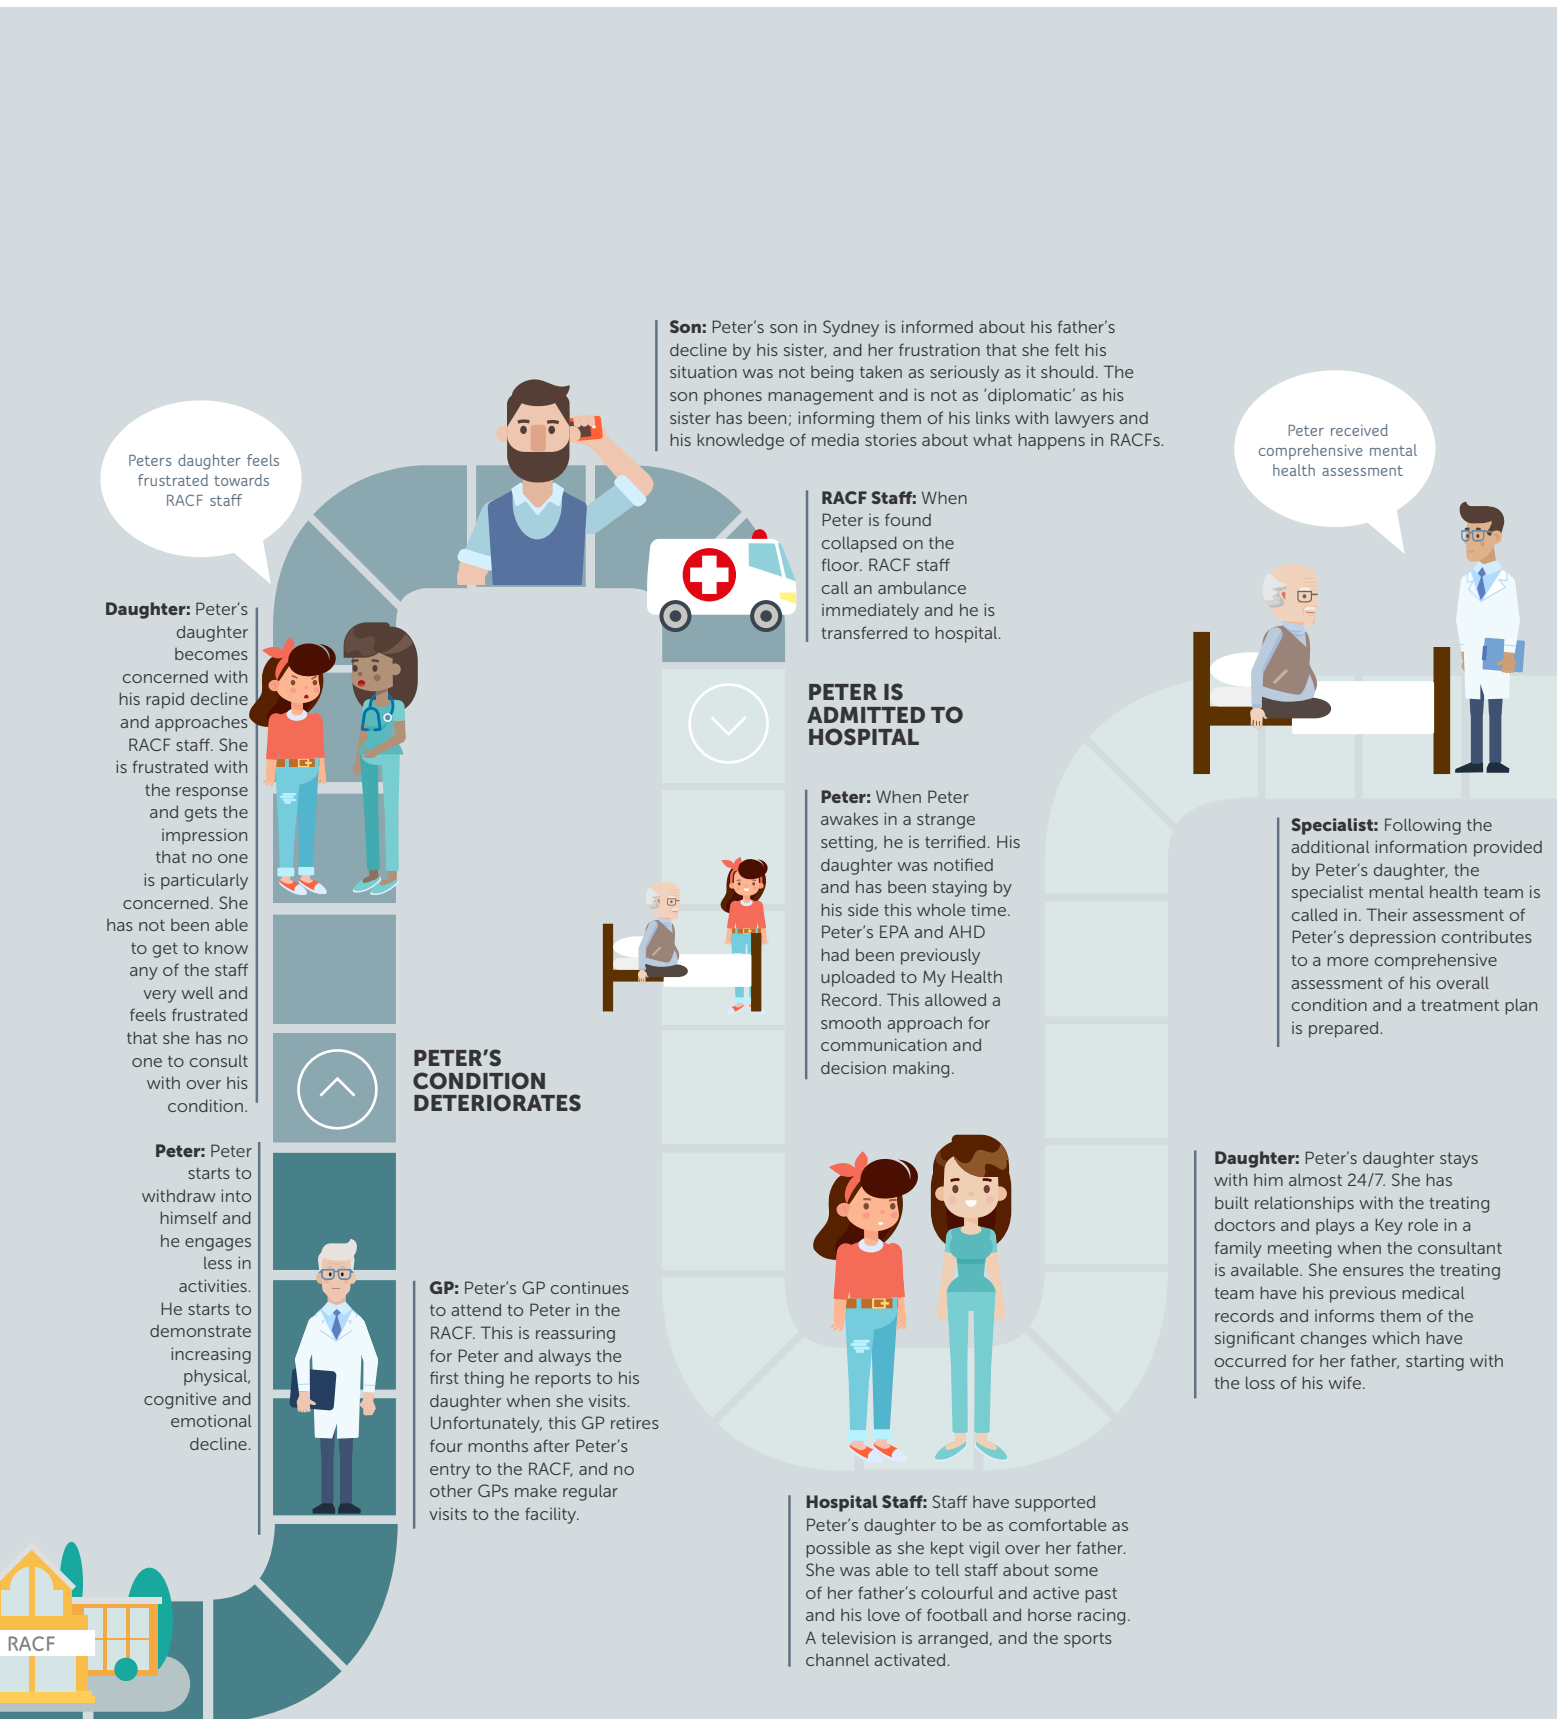 RACF
Peter: Peter
starts to
withdraw into
himself and
he engages
less in
activities.
He starts to
demonstrate
increasing
physical,
cognitive and
emotional
decline.
GP: Peter’s GP continues
to attend to Peter in the
RACF. This is reassuring
for Peter and always the
first thing he reports to his
daughter when she visits.
Unfortunately, this GP retires
four months after Peter’s
entry to the RACF, and no
other GPs make regular
visits to the facility.
PETER’S
CONDITION
DETERIORATES
Peters daughter feels
frustrated towards
RACF staff
Daughter: Peter’s
daughter
becomes
concerned with
his rapid decline
and approaches
RACF staff. She
is frustrated with
the response
and gets the
impression
that no one
is particularly
concerned. She
has not been able
to get to know
any of the staff
very well and
feels frustrated
that she has no
one to consult
with over his
condition.
Son: Peter’s son in Sydney is informed about his father’s
decline by his sister, and her frustration that she felt his
situation was not being taken as seriously as it should. The
son phones management and is not as ‘diplomatic’ as his
sister has been; informing them of his links with lawyers and
his knowledge of media stories about what happens in RACFs.
RACF Staff: When
Peter is found
collapsed on the
floor. RACF staff
call an ambulance
immediately and he is
transferred to hospital.
PETER IS
ADMITTED TO
HOSPITAL
Peter: When Peter
awakes in a strange
setting, he is terrified. His
daughter was notified
and has been staying by
his side this whole time.
Peter’s EPA and AHD
had been previously
uploaded to My Health
Record. This allowed a
smooth approach for
communication and
decision making.
Hospital Staff: Staff have supported
Peter’s daughter to be as comfortable as
possible as she kept vigil over her father.
She was able to tell staff about some
of her father’s colourful and active past
and his love of football and horse racing.
A television is arranged, and the sports
channel activated.
Daughter: Peter’s daughter stays
with him almost 24/7. She has
built relationships with the treating
doctors and plays a Key role in a
family meeting when the consultant
is available. She ensures the treating
team have his previous medical
records and informs them of the
significant changes which have
occurred for her father, starting with
the loss of his wife.
Peter received
comprehensive mental
health assessment
Specialist: Following the
additional information provided
by Peter’s daughter, the
specialist mental health team is
called in. Their assessment of
Peter’s depression contributes
to a more comprehensive
assessment of his overall
condition and a treatment plan
is prepared.